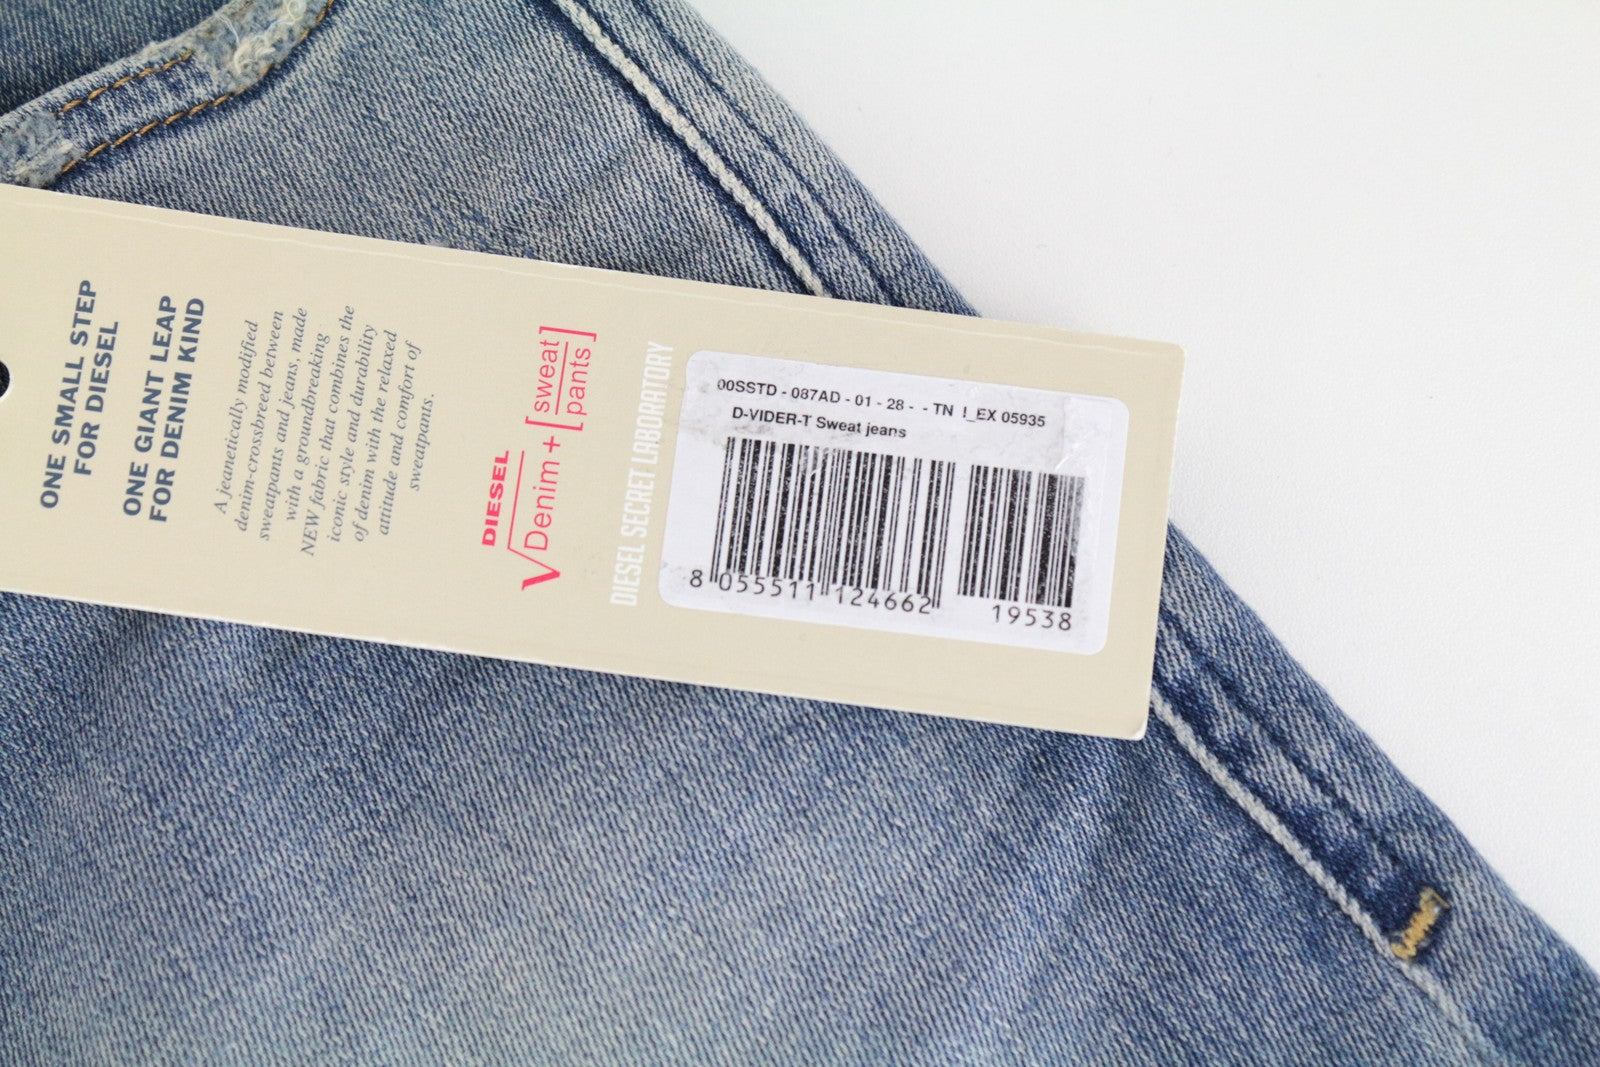 ONE SMALL STEP
FOR DIESEL
ONE GIANT LEAP
FOR DENIM KIND
A jeanetically modified
denim-crossbreed between
sweatpants and jeans, made
with a groundbreaking
NEW fabric that combines the
iconic style and durability
of denim with the relaxed
attitude and comfort of
sweatpants.
DIESEL
√Denim + [sweat
pants]
DIESEL SECRET LABORATORY
00SSTD - 087AD - 01 - 28 - - TN EX 05935
D-VIDER-T Sweat jeans
8 055511 124662
19538